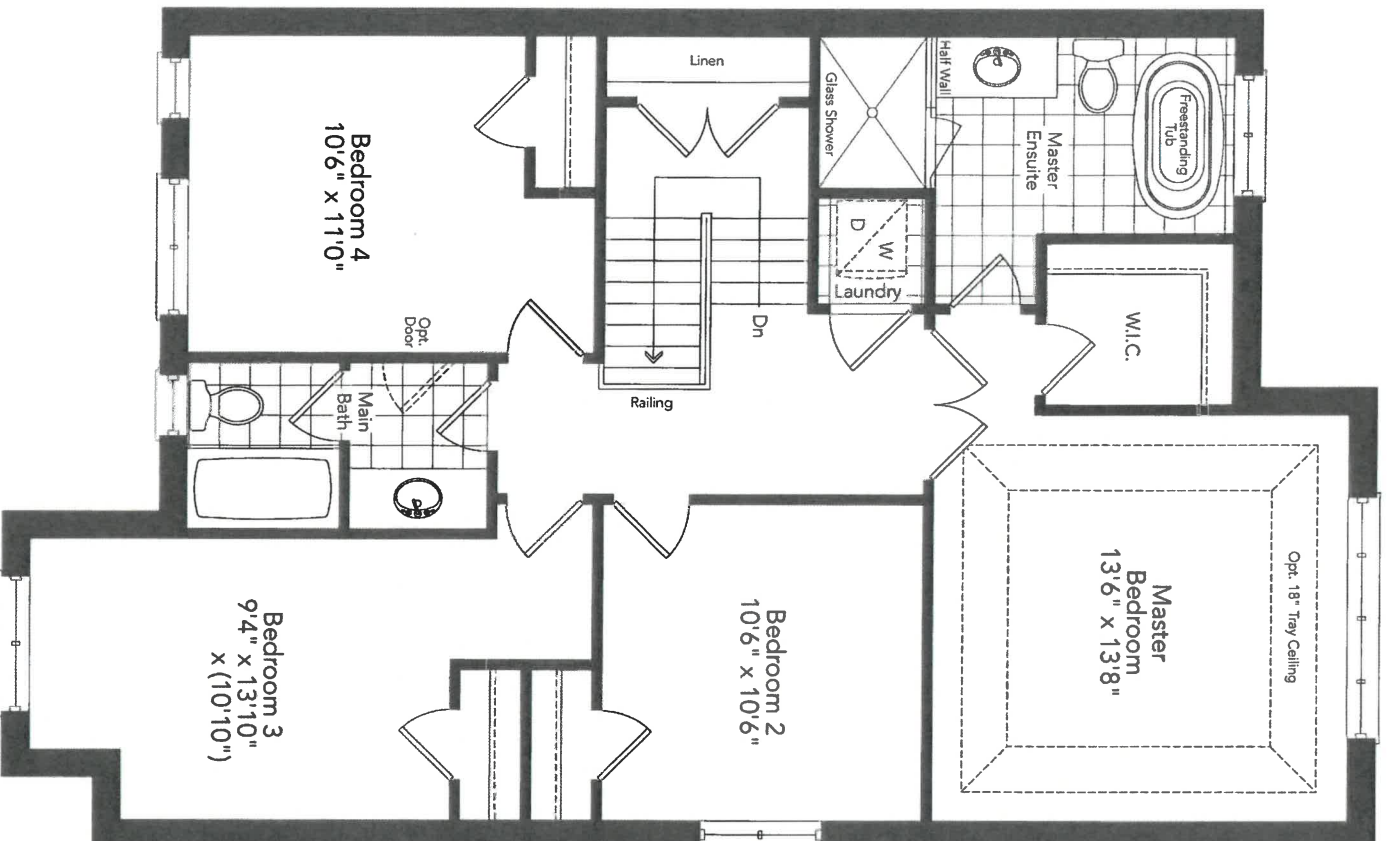 Linen
Half Wall
Glass Shower
Freestanding
Tub
Master
Ensuite
Bedroom 4
10'6" x 11'0"
D
W
Laundry
Dn
W.I.C.
Opt.
Door
Railing
Main
Bath
Opt. 18" Tray Ceiling
Master
Bedroom
13'6" x 13'8"
Bedroom 2
10'6" x 10'6"
Bedroom 3
9'4" x 13'10"
x (10'10")